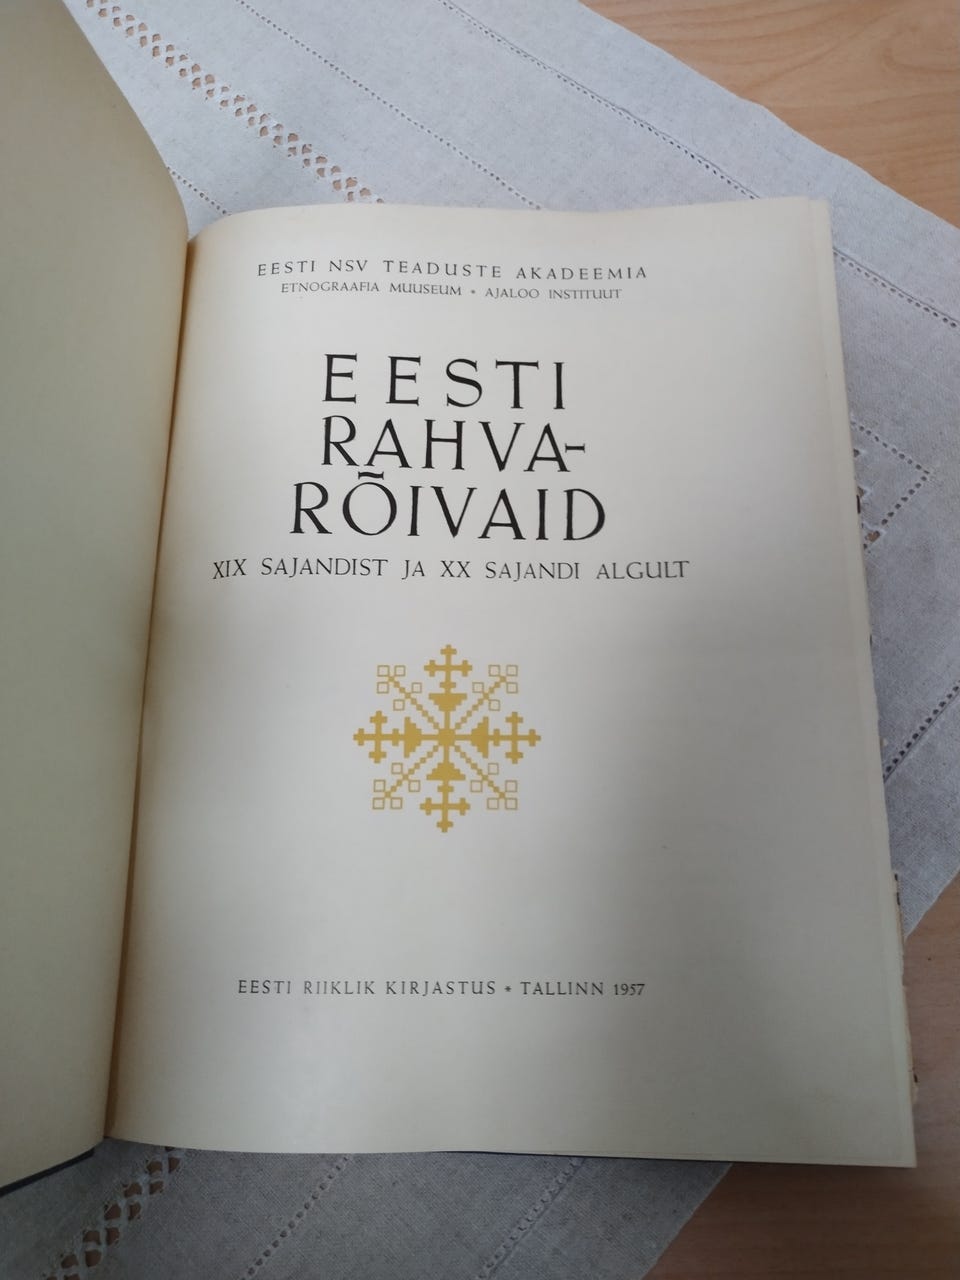 EESTI NSV TEADUSTE AKADEEMIA
ETNOGRAAFIA MUUSEUM * AJALOO INSTITUUT
EESTI
RAHVA-
RÕIVAID
XIX SAJANDIST JA XX SAJANDI ALGULT
EESTI RIIKLIK KIRJASTUS * TALLINN 1957